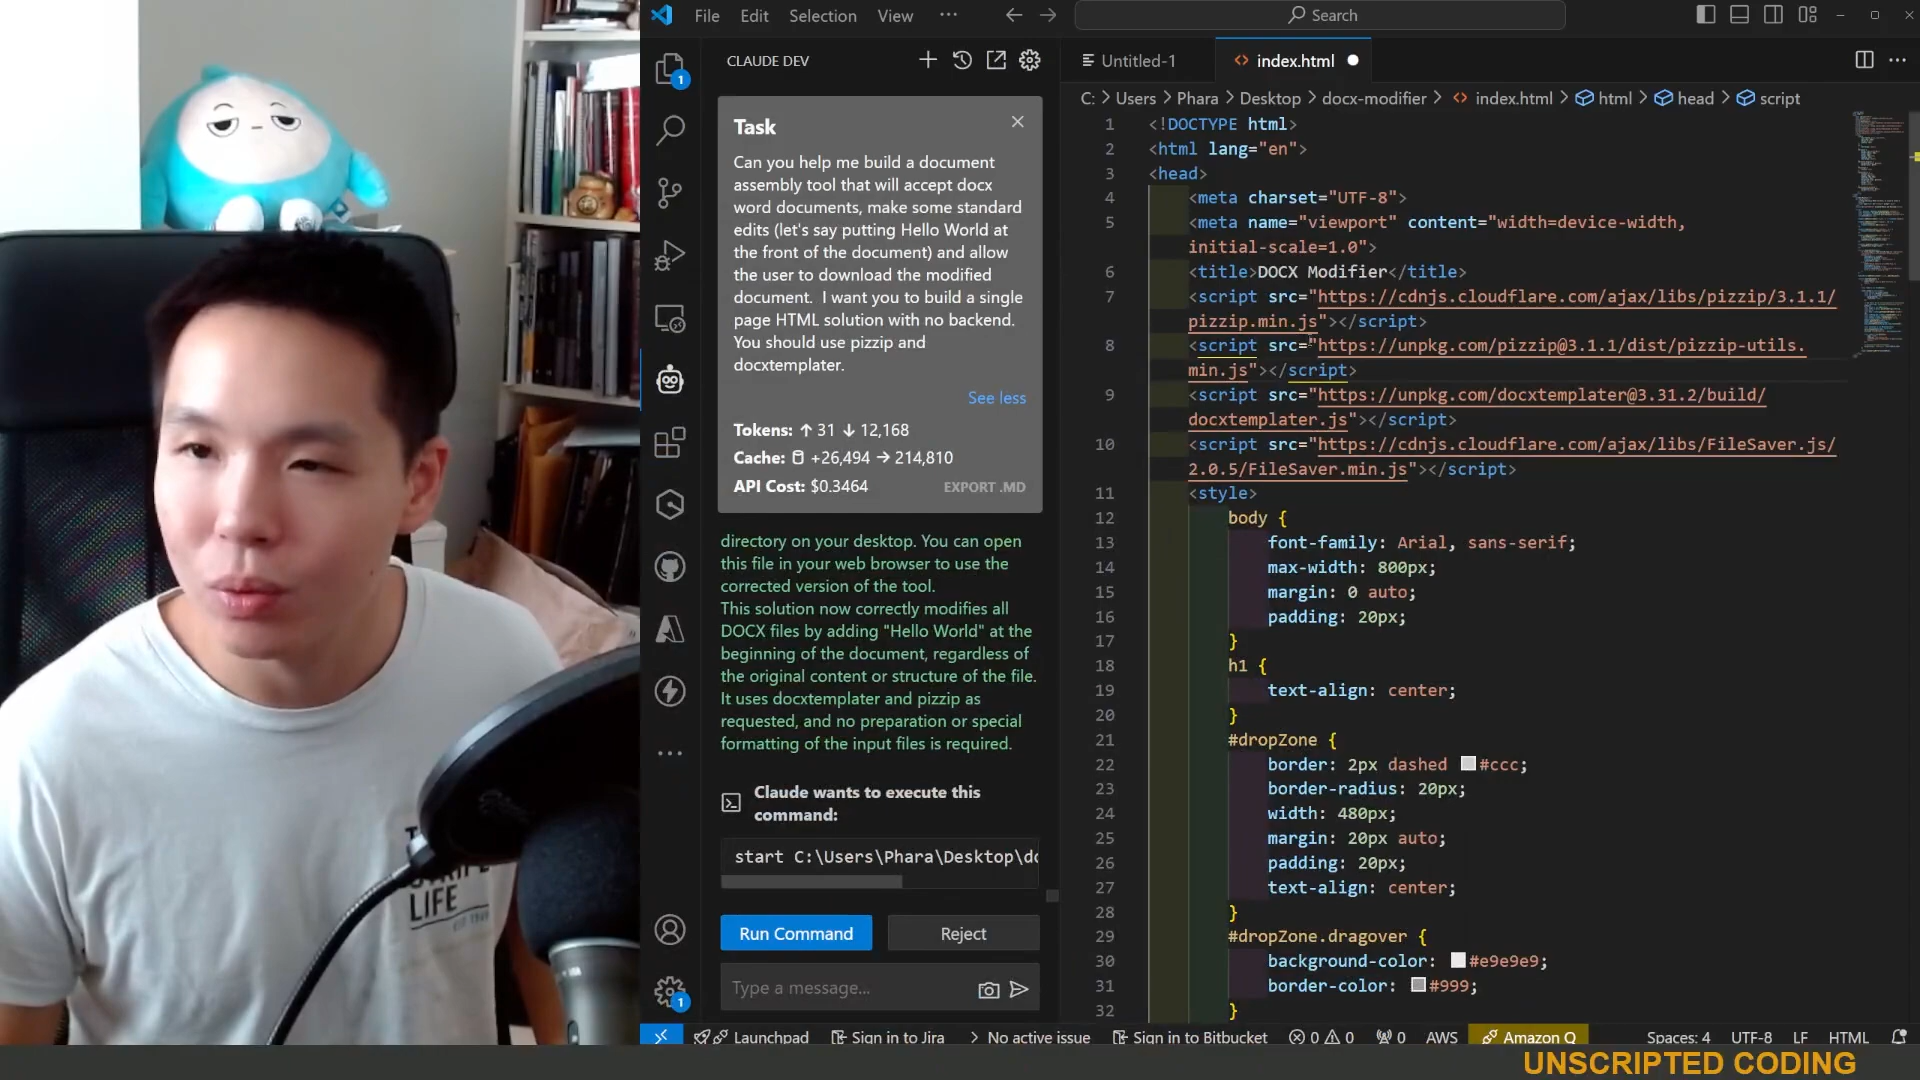 File Edit Selection View ··· Search
CLAUDE DEV
Untitled-1
index.html
C: > Users > Phara > Desktop > docx-modifier > index.html > html > head > script
Task
Can you help me build a document
assembly tool that will accept docx
word documents, make some standard
edits (let's say putting Hello World at
the front of the document) and allow
the user to download the modified
document. I want you to build a single
page HTML solution with no backend.
You should use pizzip and
docxtemplater.
See less
Tokens: ↑ 31 ↓ 12,168
Cache: +26,494 → 214,810
API Cost: $0.3464
EXPORT .MD
directory on your desktop. You can open
this file in your web browser to use the
corrected version of the tool.
This solution now correctly modifies all
DOCX files by adding "Hello World" at the
beginning of the document, regardless of
the original content or structure of the file.
It uses docxtemplater and pizzip as
requested, and no preparation or special
formatting of the input files is required.
Claude wants to execute this
command:
start C:\Users\Phara\Desktop\do
Run Command
Reject
Type a message...
1 <!DOCTYPE html>
2 <html lang="en">
3 <head>
4 <meta charset="UTF-8">
5 <meta name="viewport" content="width=device-width,
initial-scale=1.0">
6 <title>DOCX Modifier</title>
7 <script src="https://cdnjs.cloudflare.com/ajax/libs/pizzip/3.1.1/
pizzip.min.js"></script>
8 <script src="https://unpkg.com/pizzip@3.1.1/dist/pizzip-utils.
min.js"></script>
9 <script src="https://unpkg.com/docxtemplater@3.31.2/build/
docxtemplater.js"></script>
10 <script src="https://cdnjs.cloudflare.com/ajax/libs/FileSaver.js/
2.0.5/FileSaver.min.js"></script>
11 <style>
12 body {
13 font-family: Arial, sans-serif;
14 max-width: 800px;
15 margin: 0 auto;
16 padding: 20px;
17 }
18 h1 {
19 text-align: center;
20 }
21 #dropZone {
22 border: 2px dashed #ccc;
23 border-radius: 20px;
24 width: 480px;
25 margin: 20px auto;
26 padding: 20px;
27 text-align: center;
28 }
29 #dropZone.dragover {
30 background-color: #e9e9e9;
31 border-color: #999;
32 }
1
1
LIFE
Launchpad Sign in to Jira > No active issue Sign in to Bitbucket 0 0 0 AWS Amazon Q Spaces: 4 UTF-8 LF HTML
UNSCRIPTED CODING